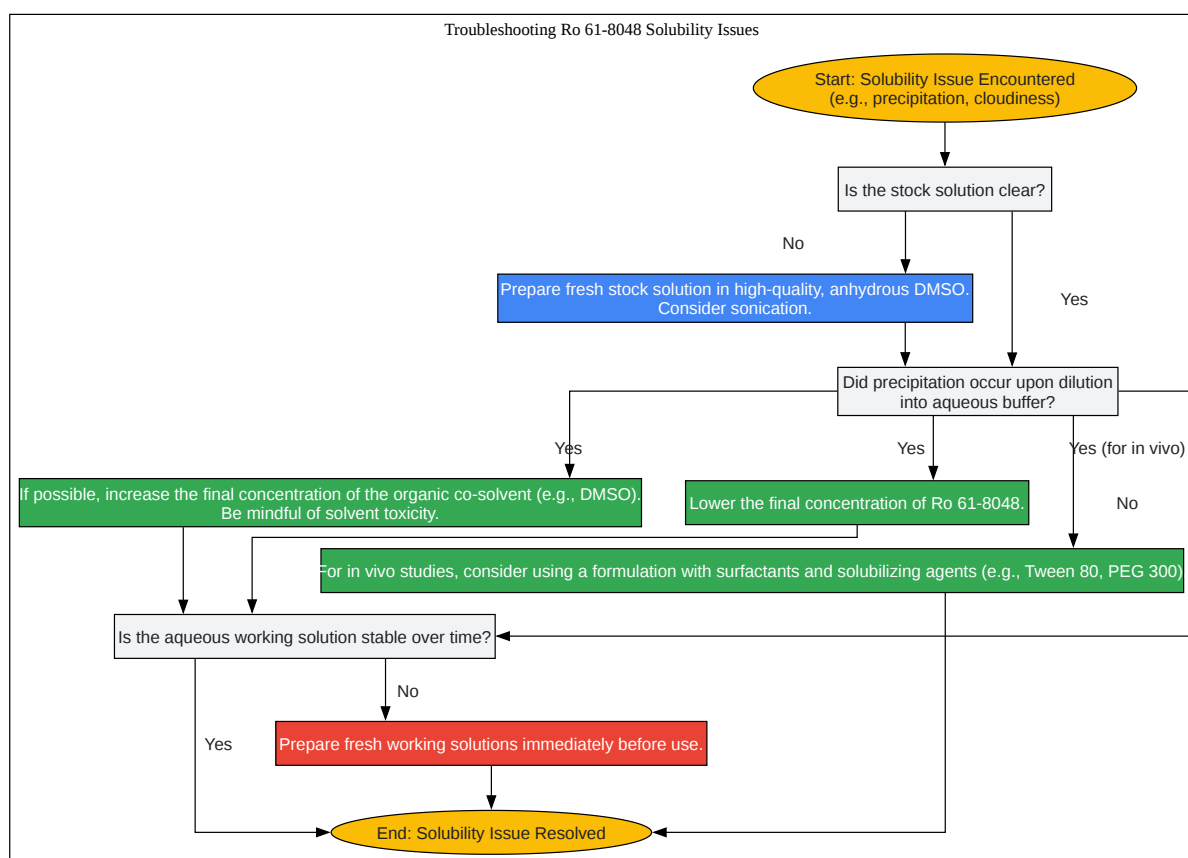 Troubleshooting Ro 61-8048 Solubility Issues
Start: Solubility Issue Encountered
(e.g., precipitation, cloudiness)
Is the stock solution clear?
No
Prepare fresh stock solution in high-quality, anhydrous DMSO.
Consider sonication.
Yes
Did precipitation occur upon dilution
into aqueous buffer?
Yes
Yes
Yes (for in vivo)
If possible, increase the final concentration of the organic co-solvent (e.g., DMSO).
Be mindful of solvent toxicity.
Lower the final concentration of Ro 61-8048.
No
For in vivo studies, consider using a formulation with surfactants and solubilizing agents (e.g., Tween 80, PEG 300)
Is the aqueous working solution stable over time?
No
Yes
Prepare fresh working solutions immediately before use.
End: Solubility Issue Resolved